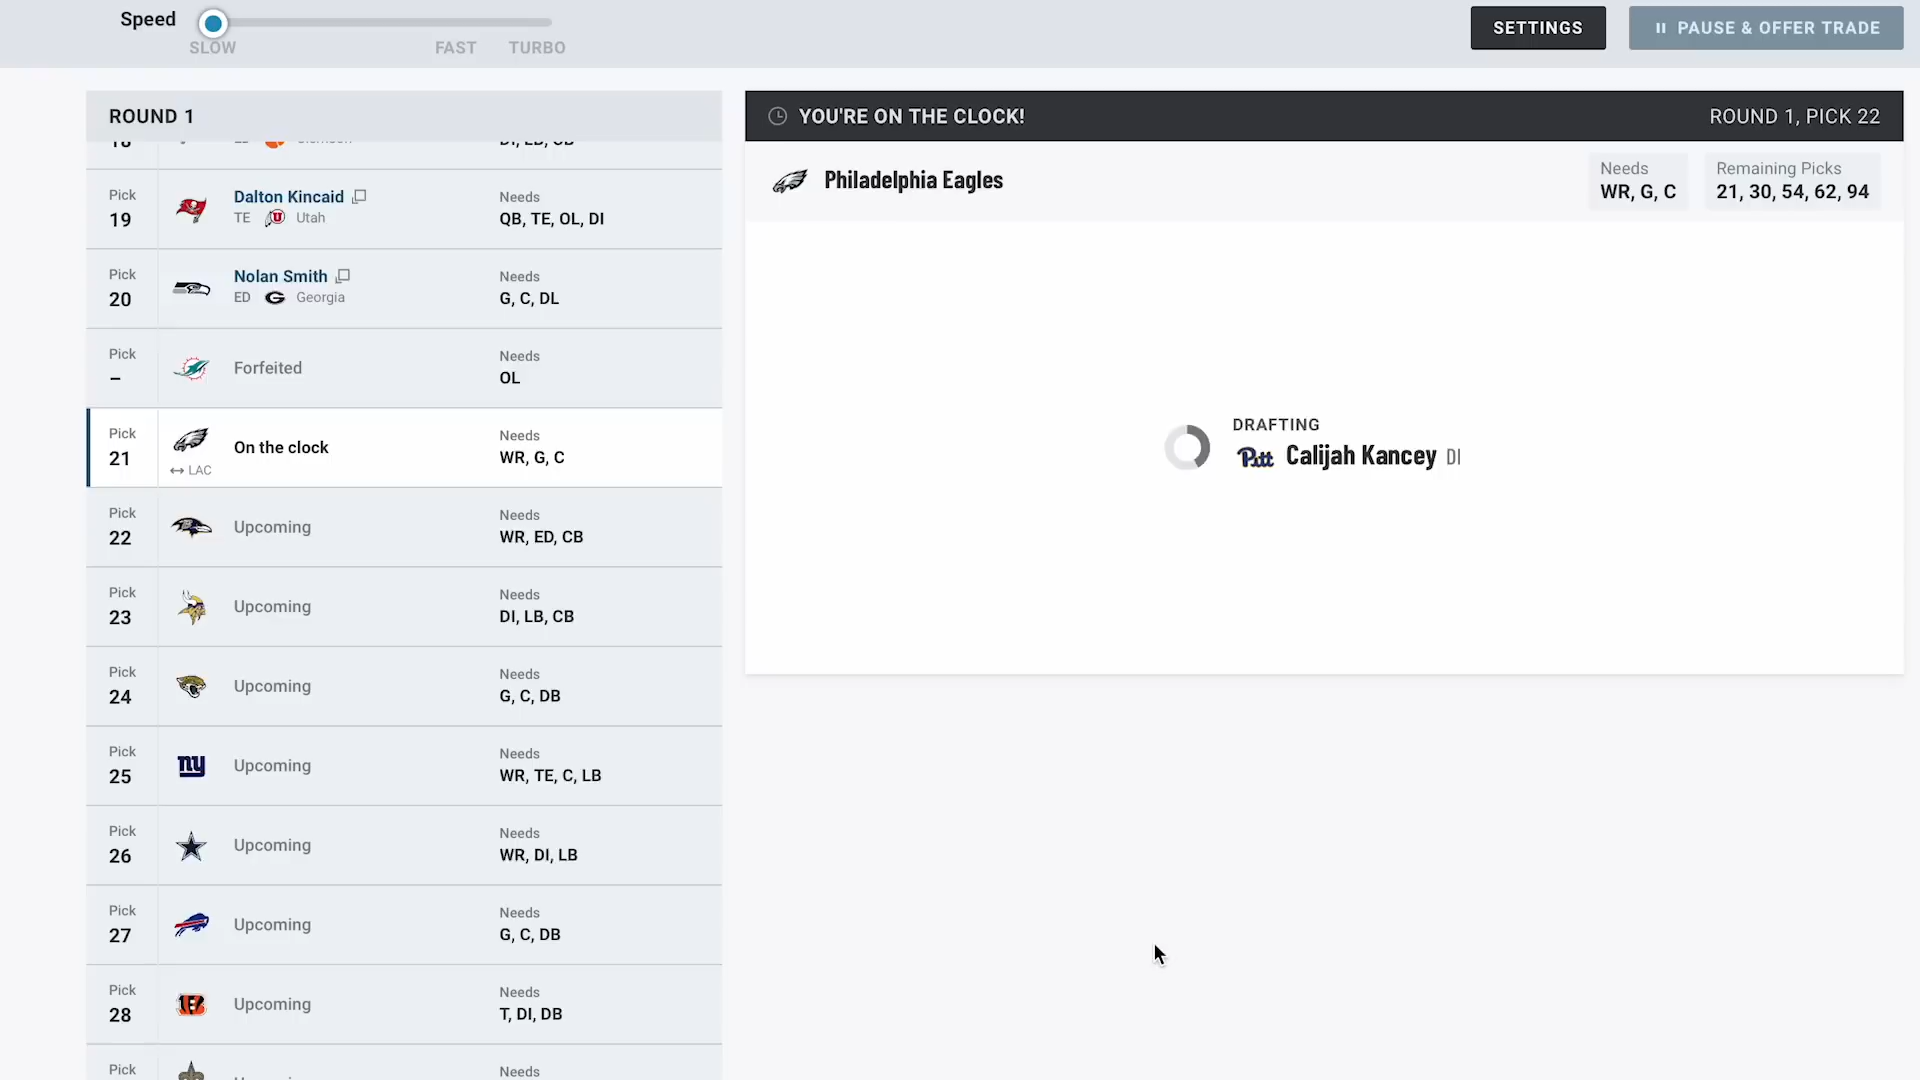 Speed
SLOW FAST TURBO
SETTINGS
PAUSE & OFFER TRADE
ROUND 1
18
Pick
19
Dalton Kincaid
TE Utah
Needs
QB, TE, OL, DI
Pick
20
Nolan Smith
ED G Georgia
Needs
G, C, DL
Pick
–
Forfeited
Needs
OL
Pick
21
↔ LAC
On the clock
Needs
WR, G, C
Pick
22
Upcoming
Needs
WR, ED, CB
Pick
23
Upcoming
Needs
DI, LB, CB
Pick
24
Upcoming
Needs
G, C, DB
Pick
25
ny
Upcoming
Needs
WR, TE, C, LB
Pick
26
Upcoming
Needs
WR, DI, LB
Pick
27
Upcoming
Needs
G, C, DB
Pick
28
Upcoming
Needs
T, DI, DB
Pick
Needs
YOU'RE ON THE CLOCK!
ROUND 1, PICK 22
Philadelphia Eagles
Needs
WR, G, C
Remaining Picks
21, 30, 54, 62, 94
DRAFTING
Pitt Calijah Kancey DI